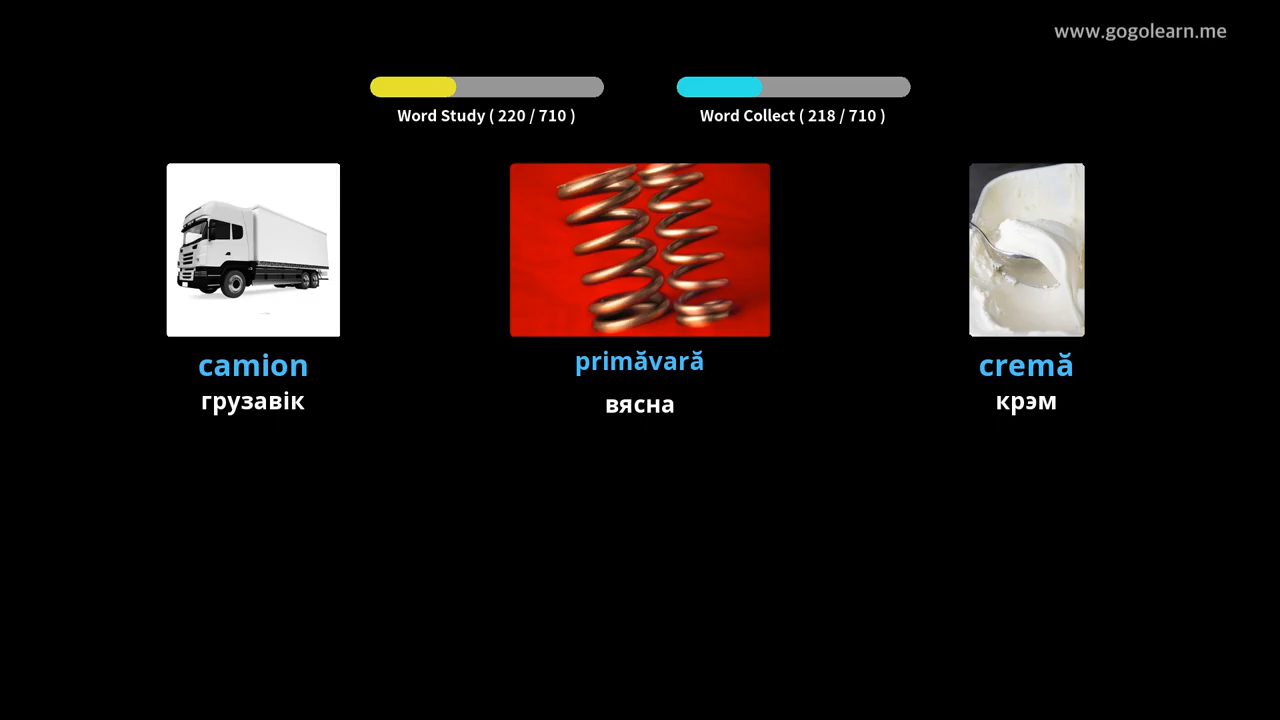 www.gogolearn.me
Word Study ( 220 / 710 )
Word Collect ( 218 / 710 )
camion
грузавік
primăvară
вясна
cremă
крэм